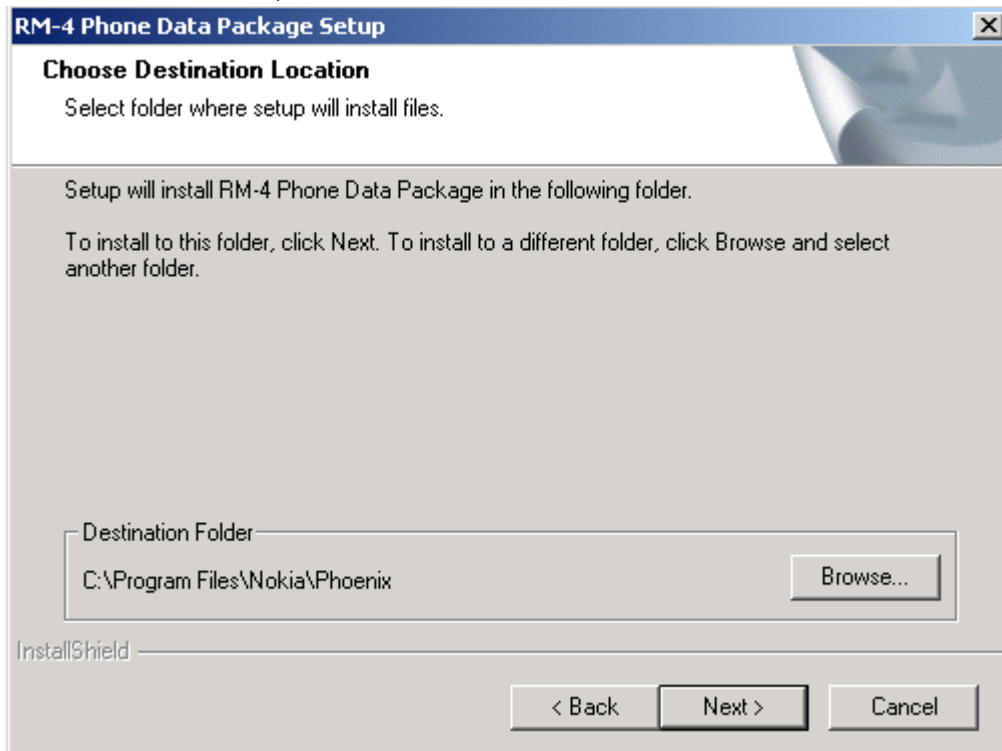 RM-4 Phone Data Package Setup
Choose Destination Location
Select folder where setup will install files.
Setup will install RM-4 Phone Data Package in the following folder.
To install to this folder, click Next. To install to a different folder, click Browse and select
another folder.
Destination Folder
C:\Program Files\Nokia\Phoenix
Browse...
InstallShield
< Back
Next >
Cancel